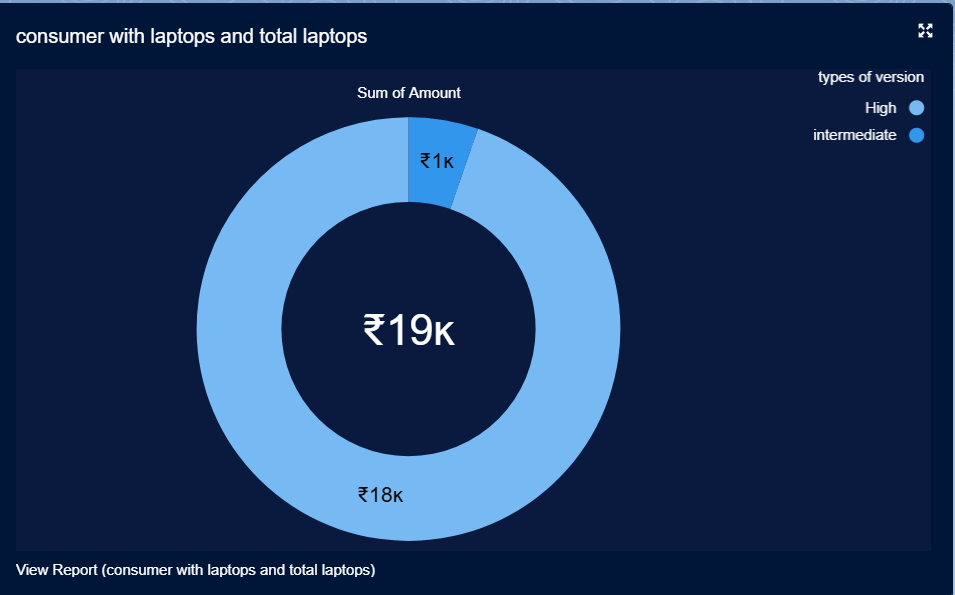 consumer with laptops and total laptops
types of version
Sum of Amount
High
intermediate
₹1K
₹19K
₹18K
View Report (consumer with laptops and total laptops)